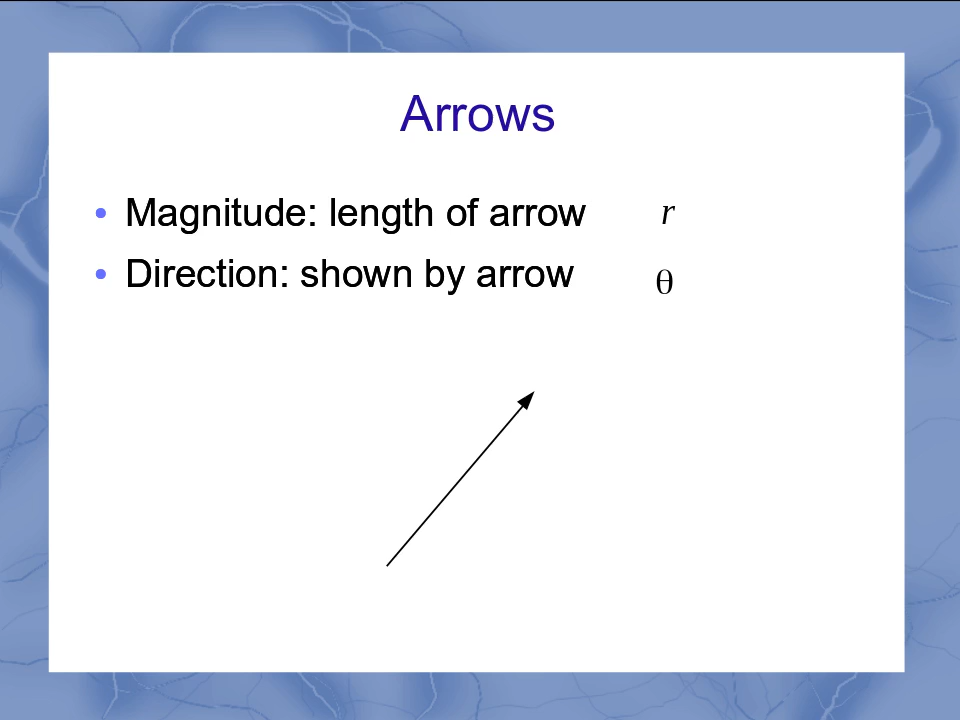 Arrows
• Magnitude: length of arrow r
• Direction: shown by arrow θ